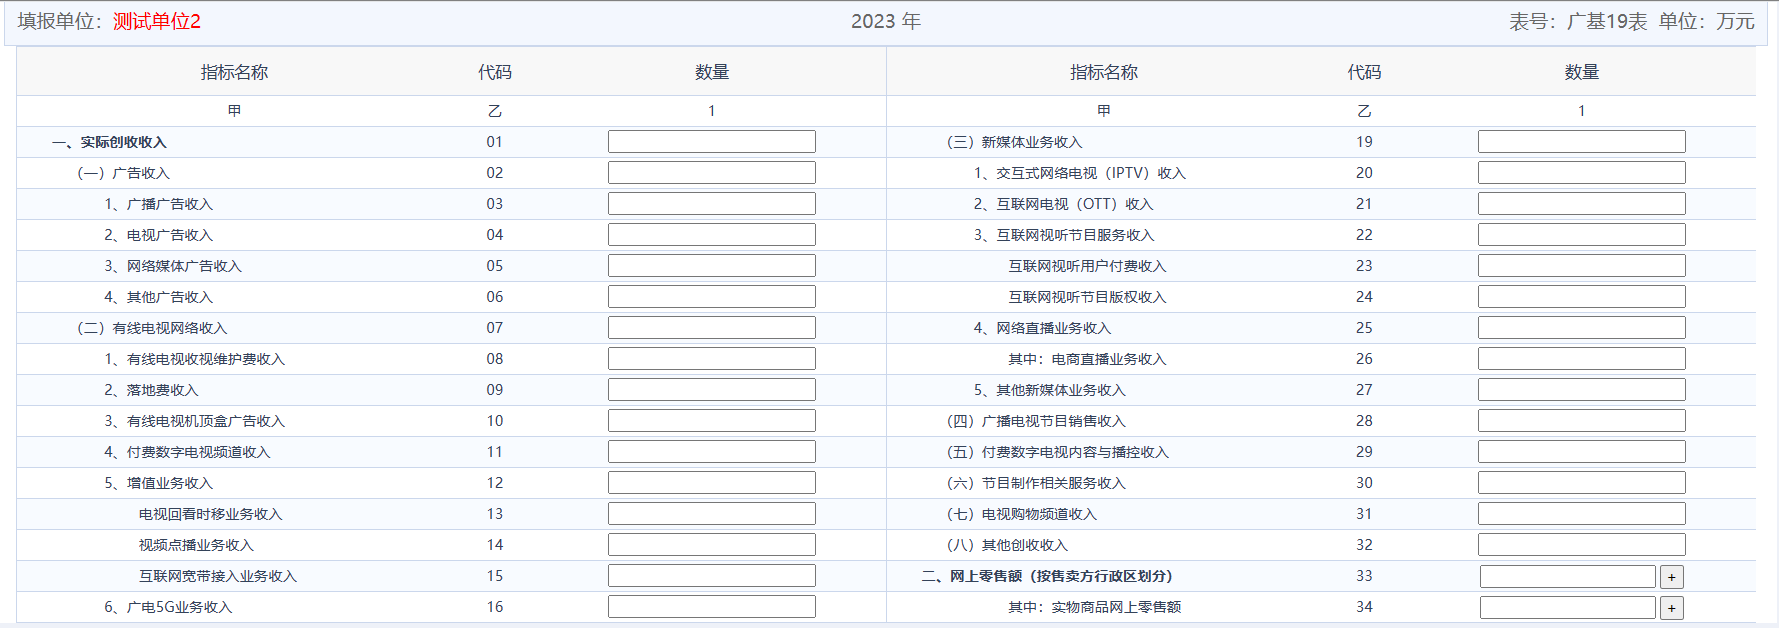 填报单位：测试单位2 2023 年 表号：广基19表 单位：万元
指标名称 代码 数量 指标名称 代码 数量
甲 乙 1 甲 乙 1
一、实际创收收入 01 （三）新媒体业务收入 19
（一）广告收入 02 1、交互式网络电视（IPTV）收入 20
1、广播广告收入 03 2、互联网电视（OTT）收入 21
2、电视广告收入 04 3、互联网视听节目服务收入 22
3、网络媒体广告收入 05 互联网视听用户付费收入 23
4、其他广告收入 06 互联网视听节目版权收入 24
（二）有线电视网络收入 07 4、网络直播业务收入 25
1、有线电视收视维护费收入 08 其中：电商直播业务收入 26
2、落地费收入 09 5、其他新媒体业务收入 27
3、有线电视机顶盒广告收入 10 （四）广播电视节目销售收入 28
4、付费数字电视频道收入 11 （五）付费数字电视内容与播控收入 29
5、增值业务收入 12 （六）节目制作相关服务收入 30
电视回看时移业务收入 13 （七）电视购物频道收入 31
视频点播业务收入 14 （八）其他创收收入 32
互联网宽带接入业务收入 15 二、网上零售额（按售卖方行政区划分） 33 +
6、广电5G业务收入 16 其中：实物商品网上零售额 34 +